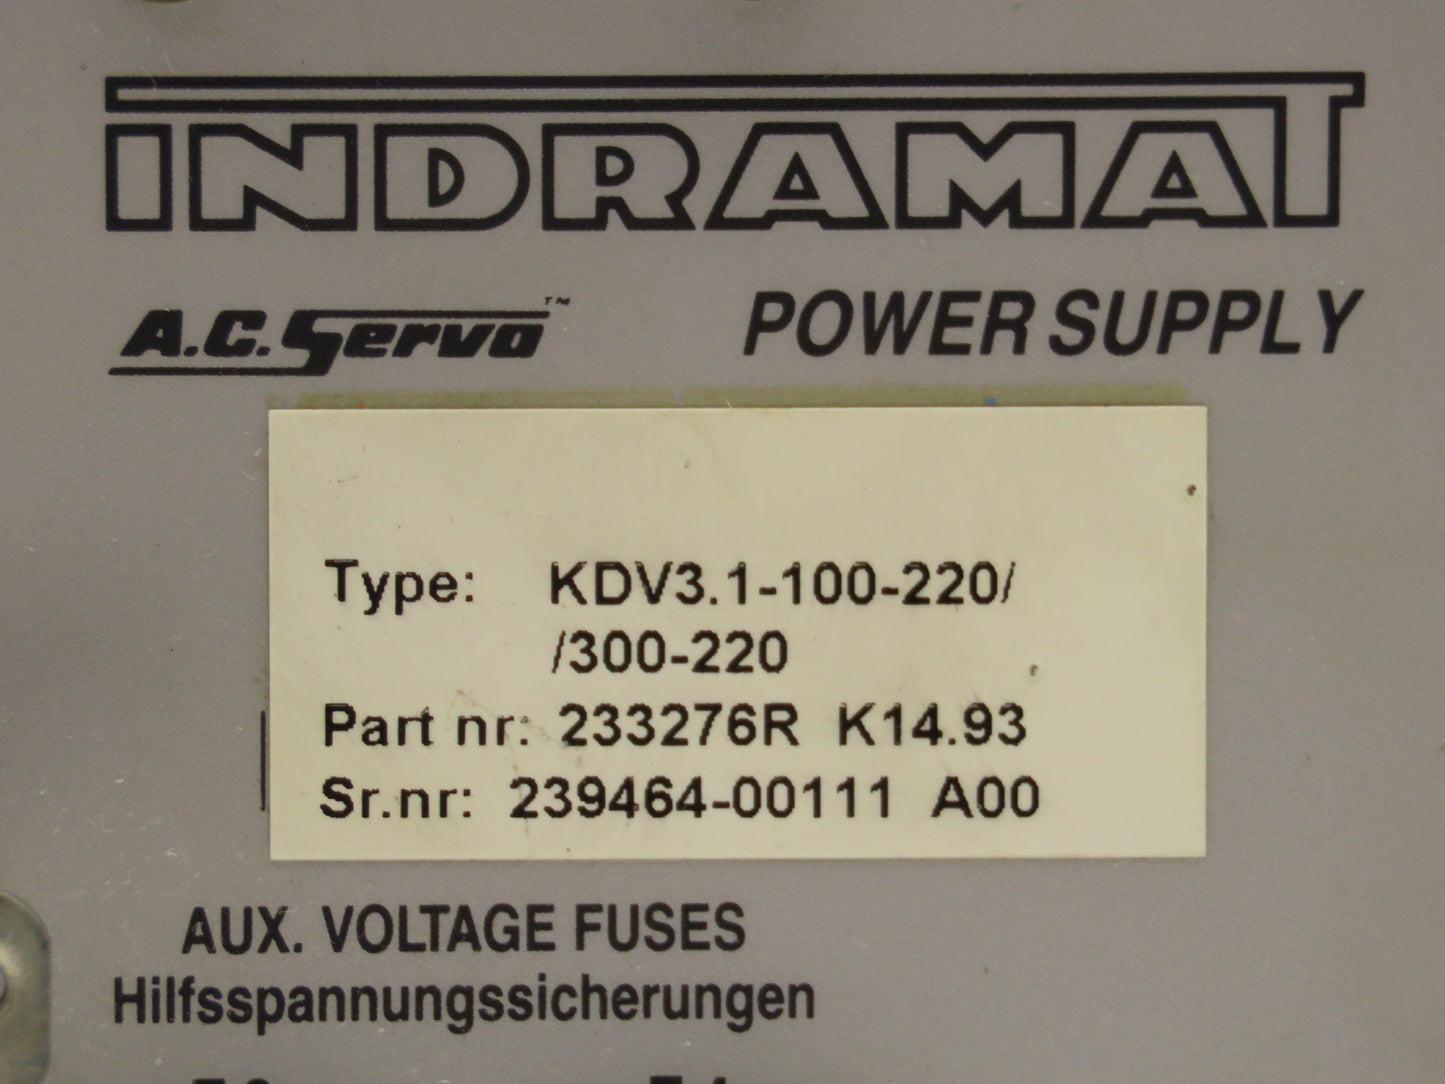 INDRAMAT
A.C. Servo™ POWER SUPPLY
Type: KDV3.1-100-220/
/300-220
Part nr: 233276R K14.93
Sr.nr: 239464-00111 A00
AUX. VOLTAGE FUSES
Hilfsspannungssicherungen